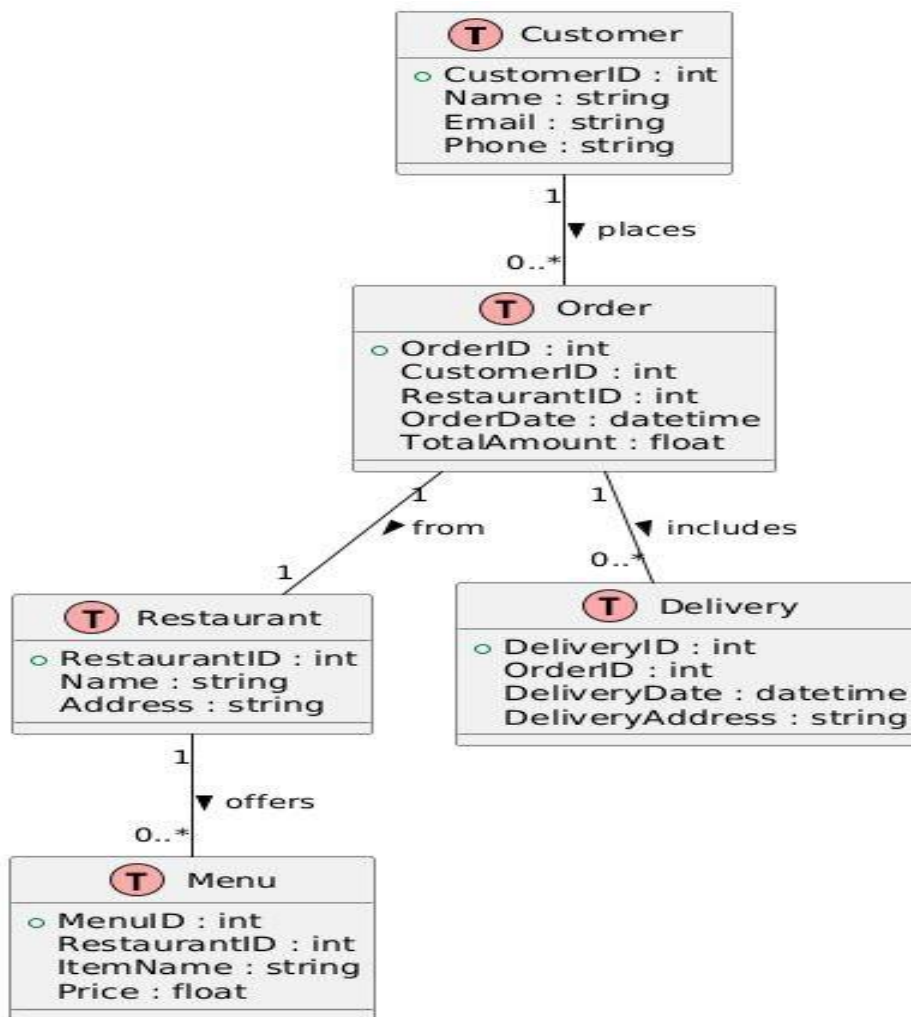 T Customer
CustomerID : int
Name : string
Email : string
Phone : string
1
places
0..*
T Order
OrderID : int
CustomerID : int
RestaurantID : int
OrderDate : datetime
TotalAmount : float
1
1
from
includes
1
0..*
T Restaurant
RestaurantID : int
Name : string
Address : string
T Delivery
DeliveryID : int
OrderID : int
DeliveryDate : datetime
DeliveryAddress : string
1
offers
0..*
T Menu
MenuID : int
RestaurantID : int
ItemName : string
Price : float